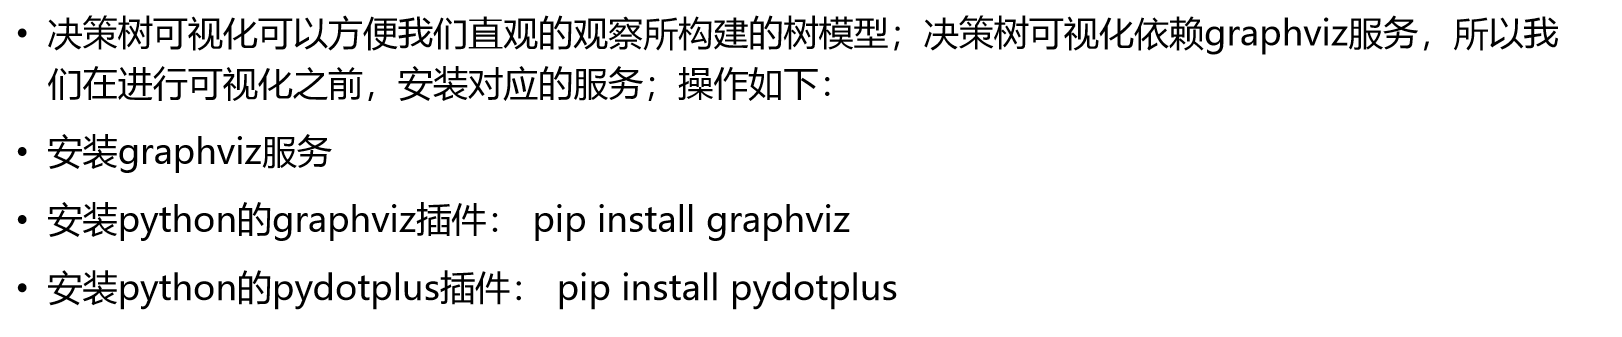 • 决策树可视化可以方便我们直观的观察所构建的树模型；决策树可视化依赖graphviz服务，所以我
们在进行可视化之前，安装对应的服务；操作如下：
• 安装graphviz服务
• 安装python的graphviz插件： pip install graphviz
• 安装python的pydotplus插件： pip install pydotplus